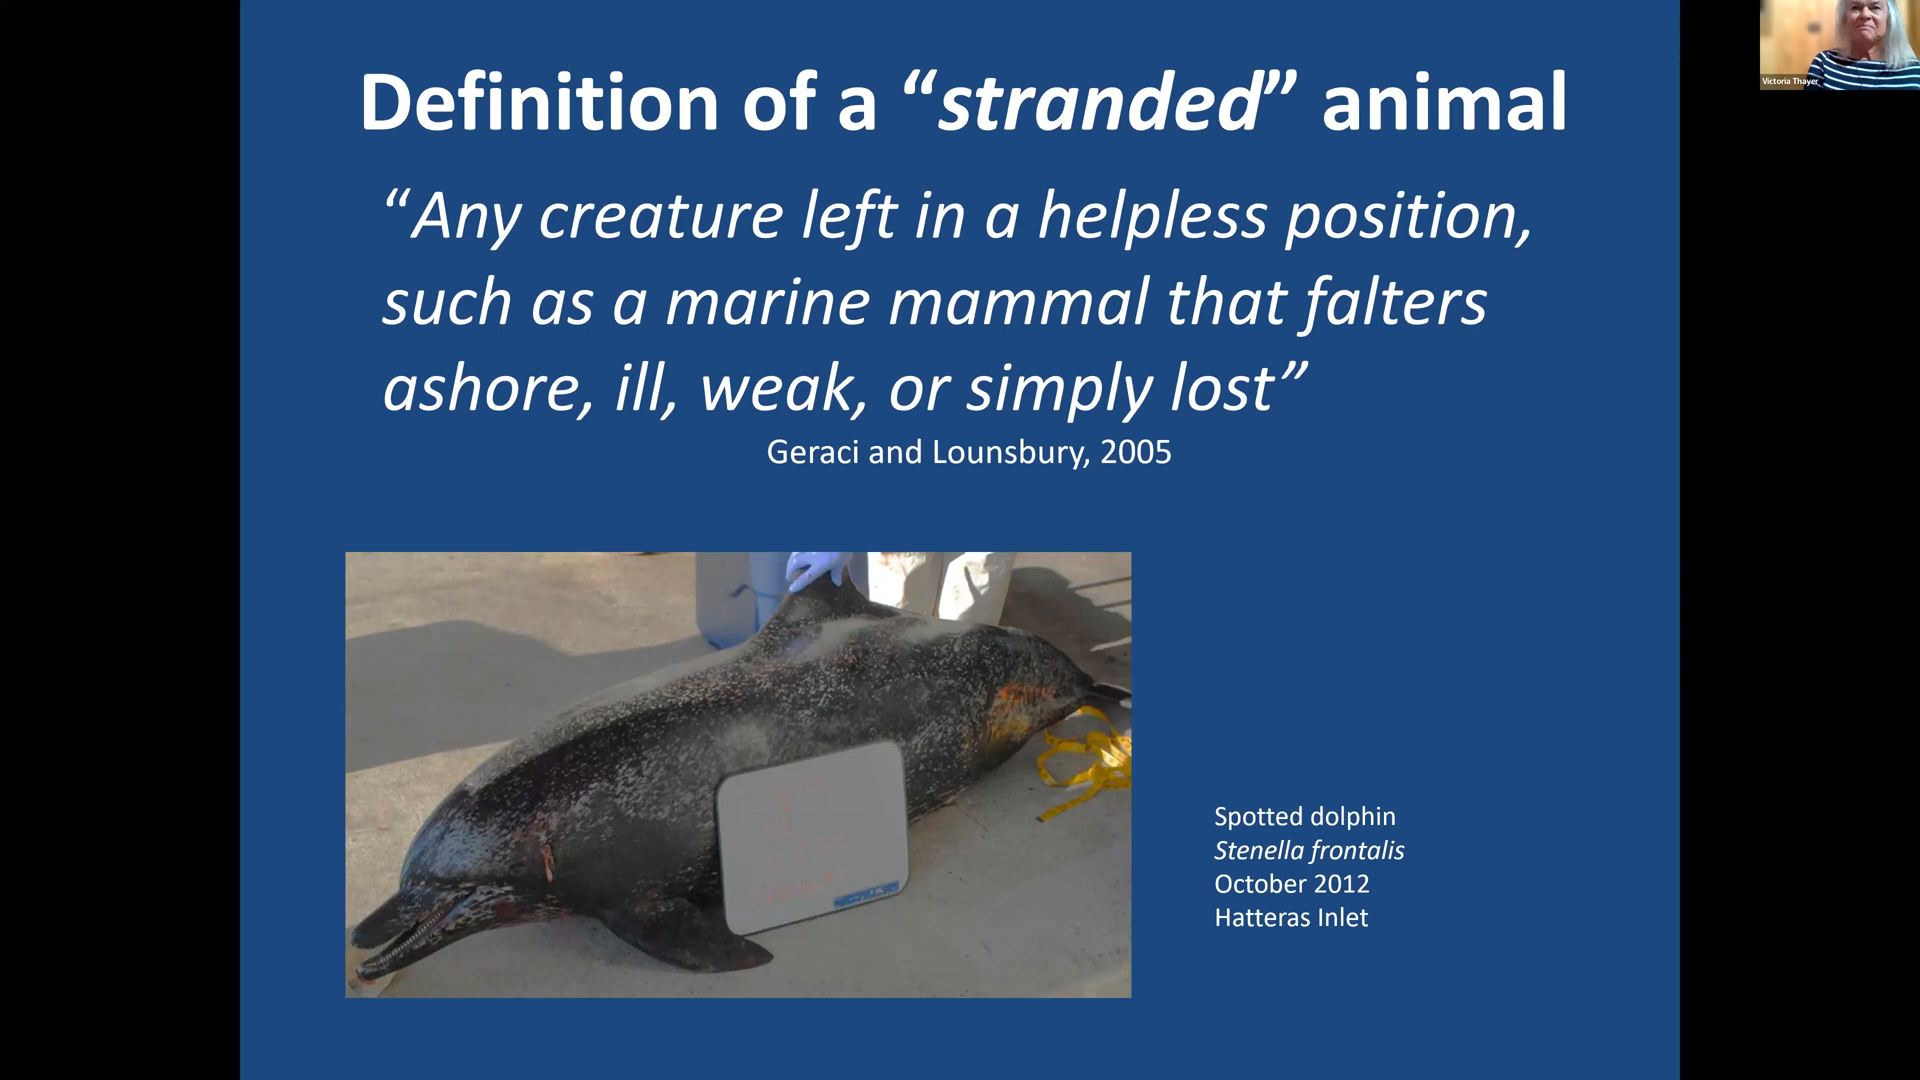 Definition of a “stranded” animal
“Any creature left in a helpless position,
such as a marine mammal that falters
ashore, ill, weak, or simply lost”
Geraci and Lounsbury, 2005
Spotted dolphin
Stenella frontalis
October 2012
Hatteras Inlet
Victoria Thayer